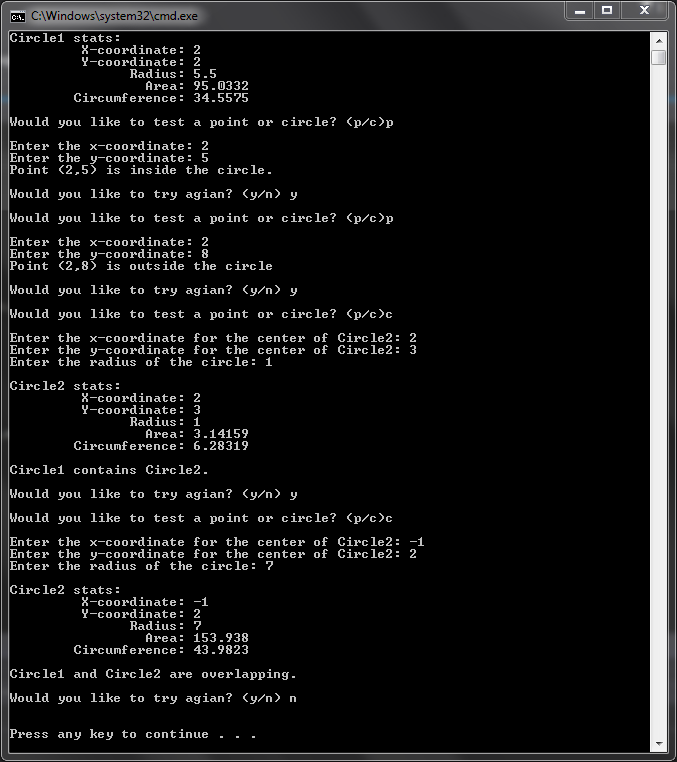 C:\Windows\system32\cmd.exe
Circle1 stats:
X-coordinate: 2
Y-coordinate: 2
Radius: 5.5
Area: 95.0332
Circumference: 34.5575
Would you like to test a point or circle? (p/c)p
Enter the x-coordinate: 2
Enter the y-coordinate: 5
Point (2,5) is inside the circle.
Would you like to try agian? (y/n) y
Would you like to test a point or circle? (p/c)p
Enter the x-coordinate: 2
Enter the y-coordinate: 8
Point (2,8) is outside the circle
Would you like to try agian? (y/n) y
Would you like to test a point or circle? (p/c)c
Enter the x-coordinate for the center of Circle2: 2
Enter the y-coordinate for the center of Circle2: 3
Enter the radius of the circle: 1
Circle2 stats:
X-coordinate: 2
Y-coordinate: 3
Radius: 1
Area: 3.14159
Circumference: 6.28319
Circle1 contains Circle2.
Would you like to try agian? (y/n) y
Would you like to test a point or circle? (p/c)c
Enter the x-coordinate for the center of Circle2: -1
Enter the y-coordinate for the center of Circle2: 2
Enter the radius of the circle: 7
Circle2 stats:
X-coordinate: -1
Y-coordinate: 2
Radius: 7
Area: 153.938
Circumference: 43.9823
Circle1 and Circle2 are overlapping.
Would you like to try agian? (y/n) n
Press any key to continue . . .